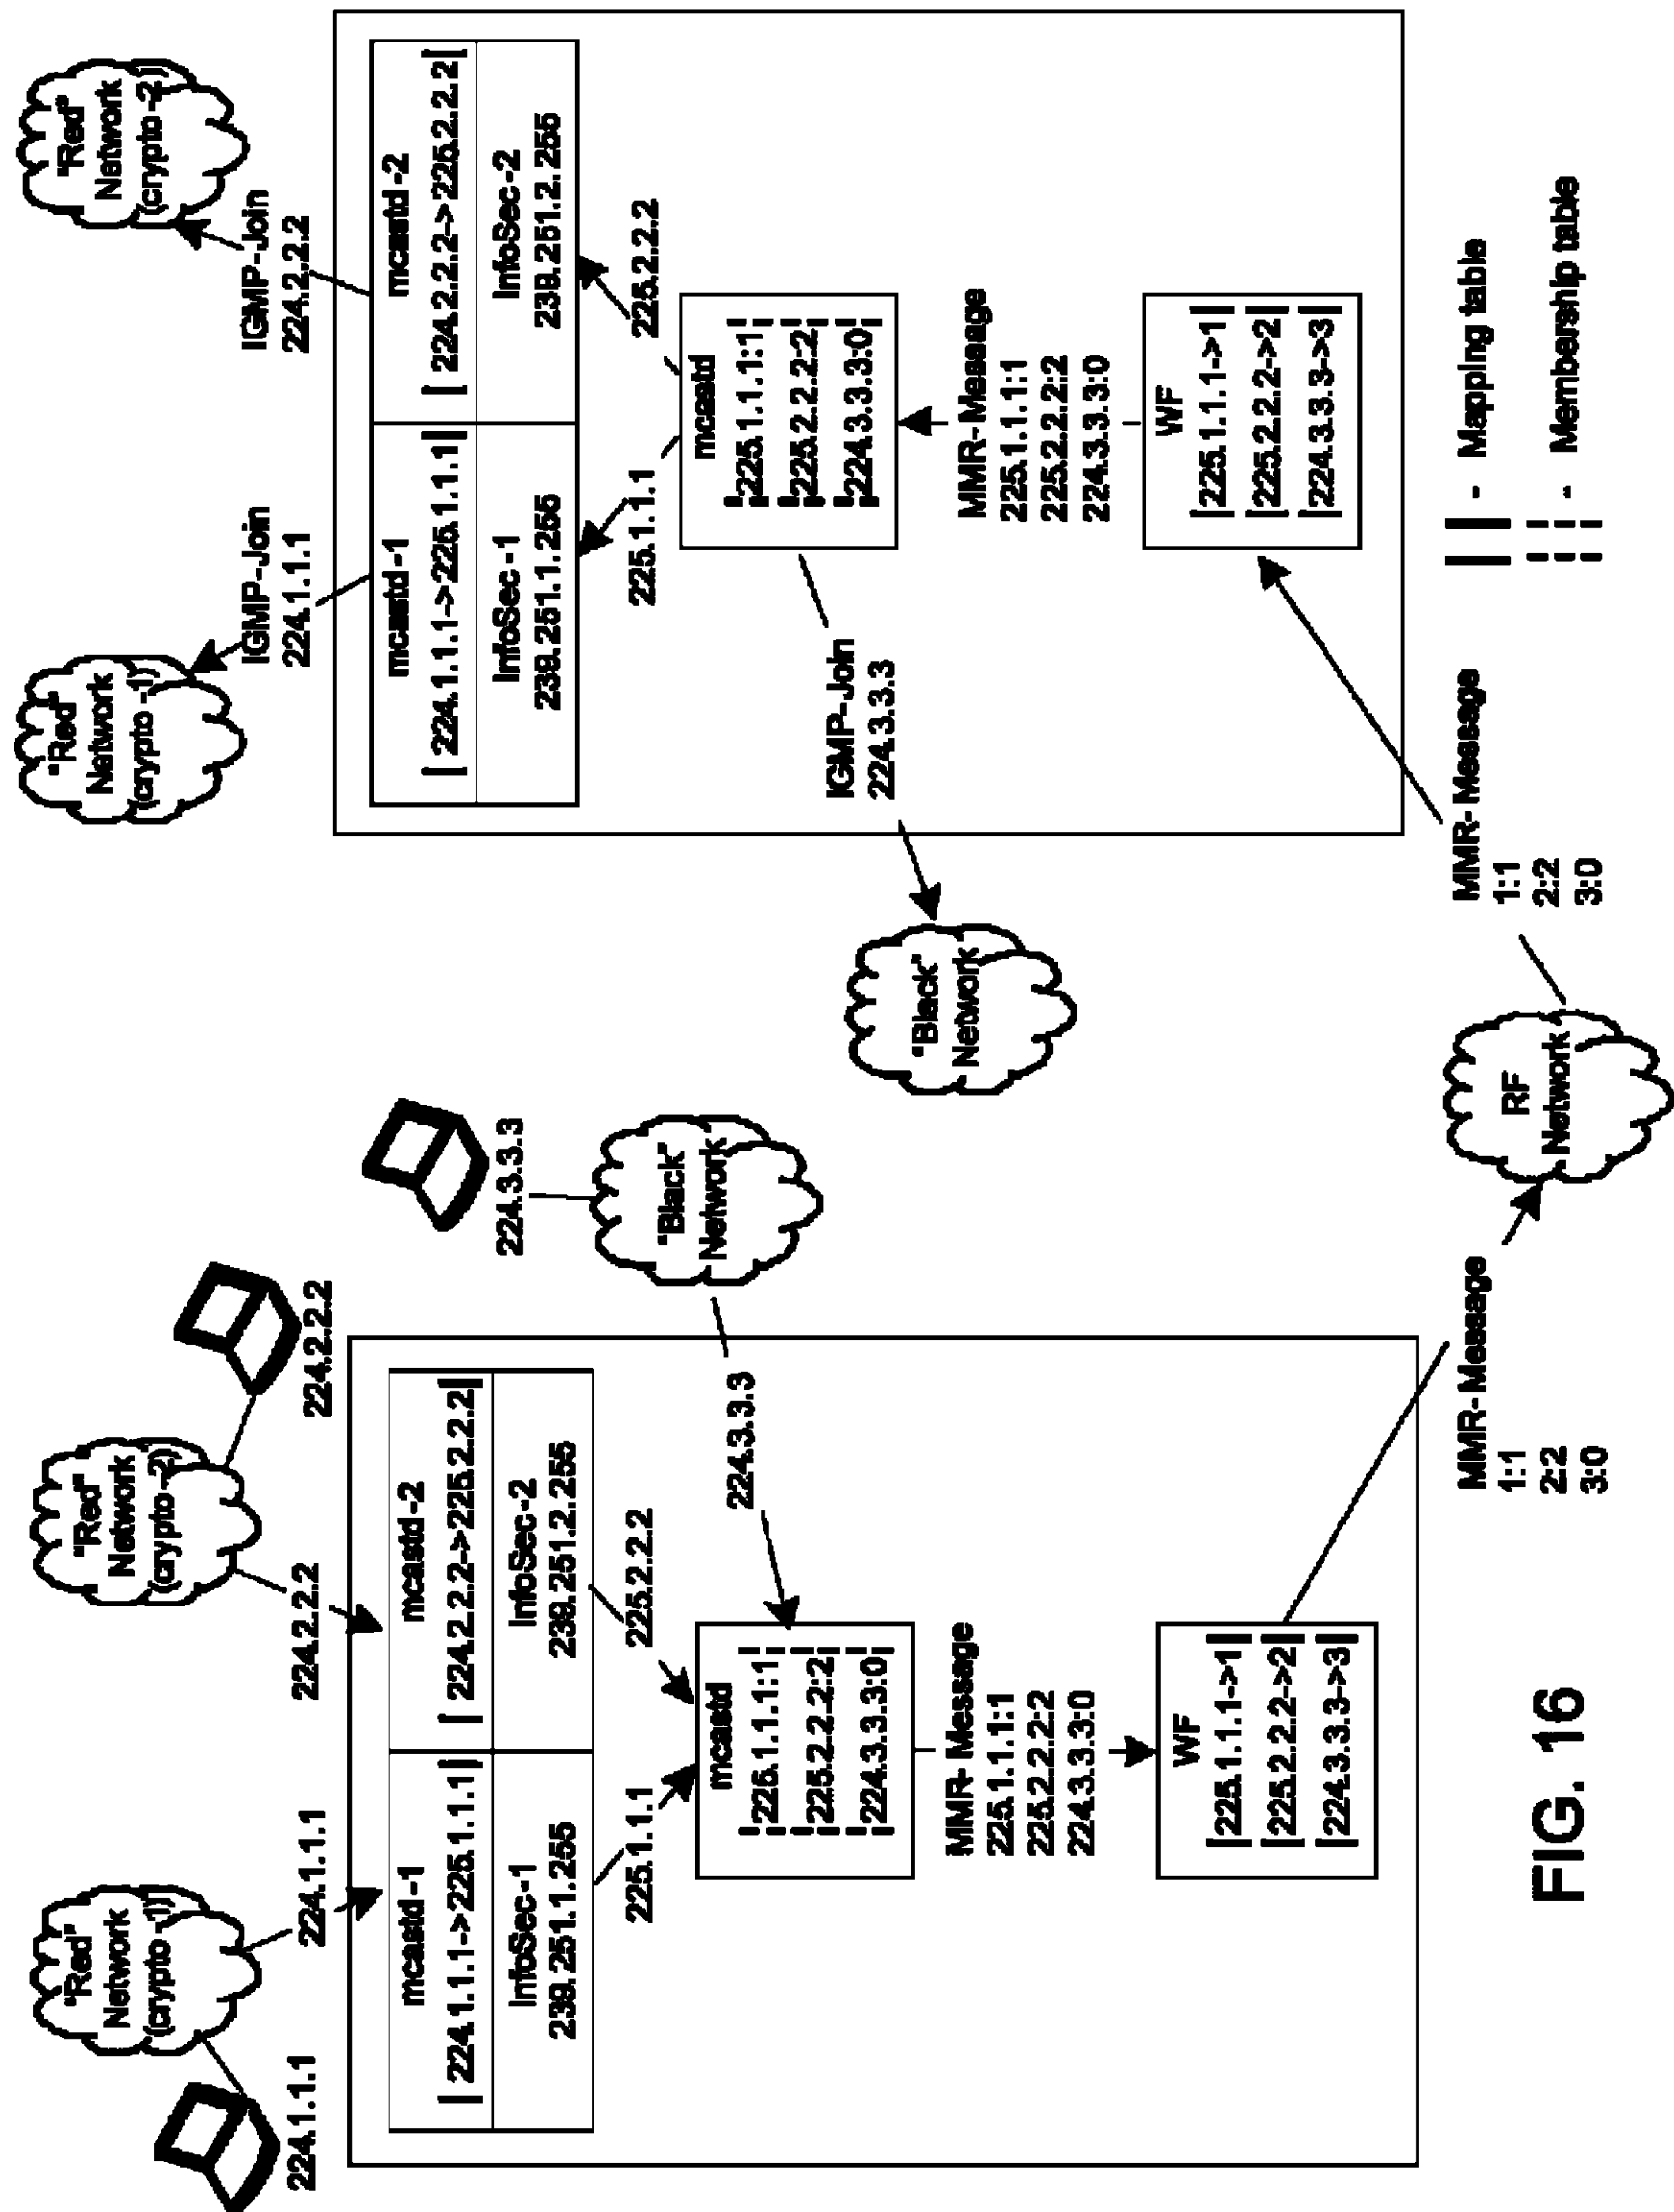 "Red"
Network
(crypto -1)
224.1.1.1
224.1.1.1
"Red"
Network
(crypto -2)
224.2.2.2
224.2.2.2
mcastd-1
|224.1.1.1->225.1.1.1|
InfoSec-1
239.251.1.255
mcastd-2
|224.2.2.2->225.2.2.2|
InfoSec-2
239.251.2.255
224.3.3.3
"Black"
Network
224.3.3.3
225.1.1.1
225.2.2.2
mcastd
|225.1.1.1:1|
|225.2.2.2:2|
|224.3.3.3:0|
MMR-Message
225.1.1.1:1
225.2.2.2:2
224.3.3.3:0
WF
|225.1.1.1->1|
|225.2.2.2->2|
|224.3.3.3->3|
MMR-Message
1:1
2:2
3:0
RF
Network
MMR-Message
1:1
2:2
3:0
"Red"
Network
(crypto -1)
IGMP-Join
224.1.1.1
"Red"
Network
(crypto -2)
IGMP-Join
224.2.2.2
mcastd-1
|224.1.1.1->225.1.1.1|
InfoSec-1
239.251.1.255
mcastd-2
|224.2.2.2->225.2.2.2|
InfoSec-2
239.251.2.255
225.1.1.1
225.2.2.2
mcastd
|225.1.1.1:1|
|225.2.2.2:2|
|224.3.3.3:0|
IGMP-Join
224.3.3.3
"Black"
Network
MMR-Message
225.1.1.1:1
225.2.2.2:2
224.3.3.3:0
WF
|225.1.1.1->1|
|225.2.2.2->2|
|224.3.3.3->3|
- Mapping table
- Membership table
FIG. 16